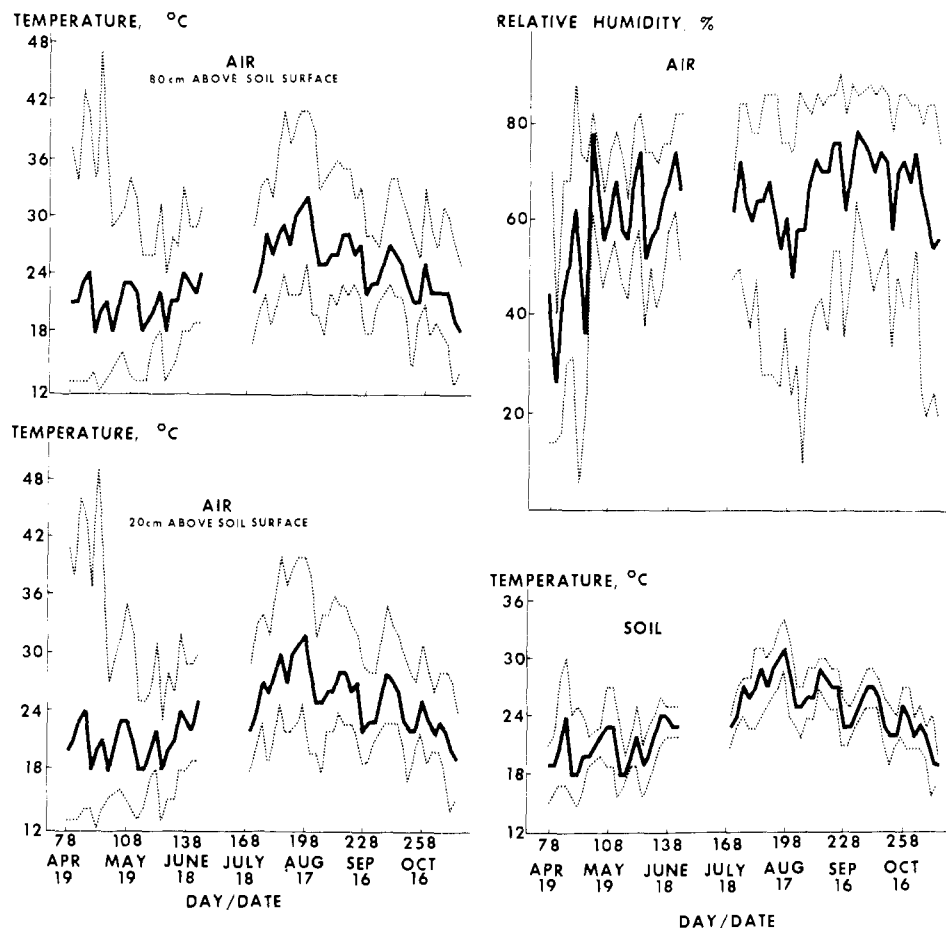 TEMPERATURE, °C
48
42
36
30
24
18
12
AIR
80cm ABOVE SOIL SURFACE
RELATIVE HUMIDITY, %
80
60
40
20
AIR
TEMPERATURE, °C
48
42
36
30
24
18
12
AIR
20cm ABOVE SOIL SURFACE
78 108 138 168 198 228 258
APR MAY JUNE JULY AUG SEP OCT
19 19 18 18 17 16 16
DAY/DATE
TEMPERATURE, °C
36
30
24
18
12
SOIL
78 108 138 168 198 228 258
APR MAY JUNE JULY AUG SEP OCT
19 19 18 18 17 16 16
DAY/DATE